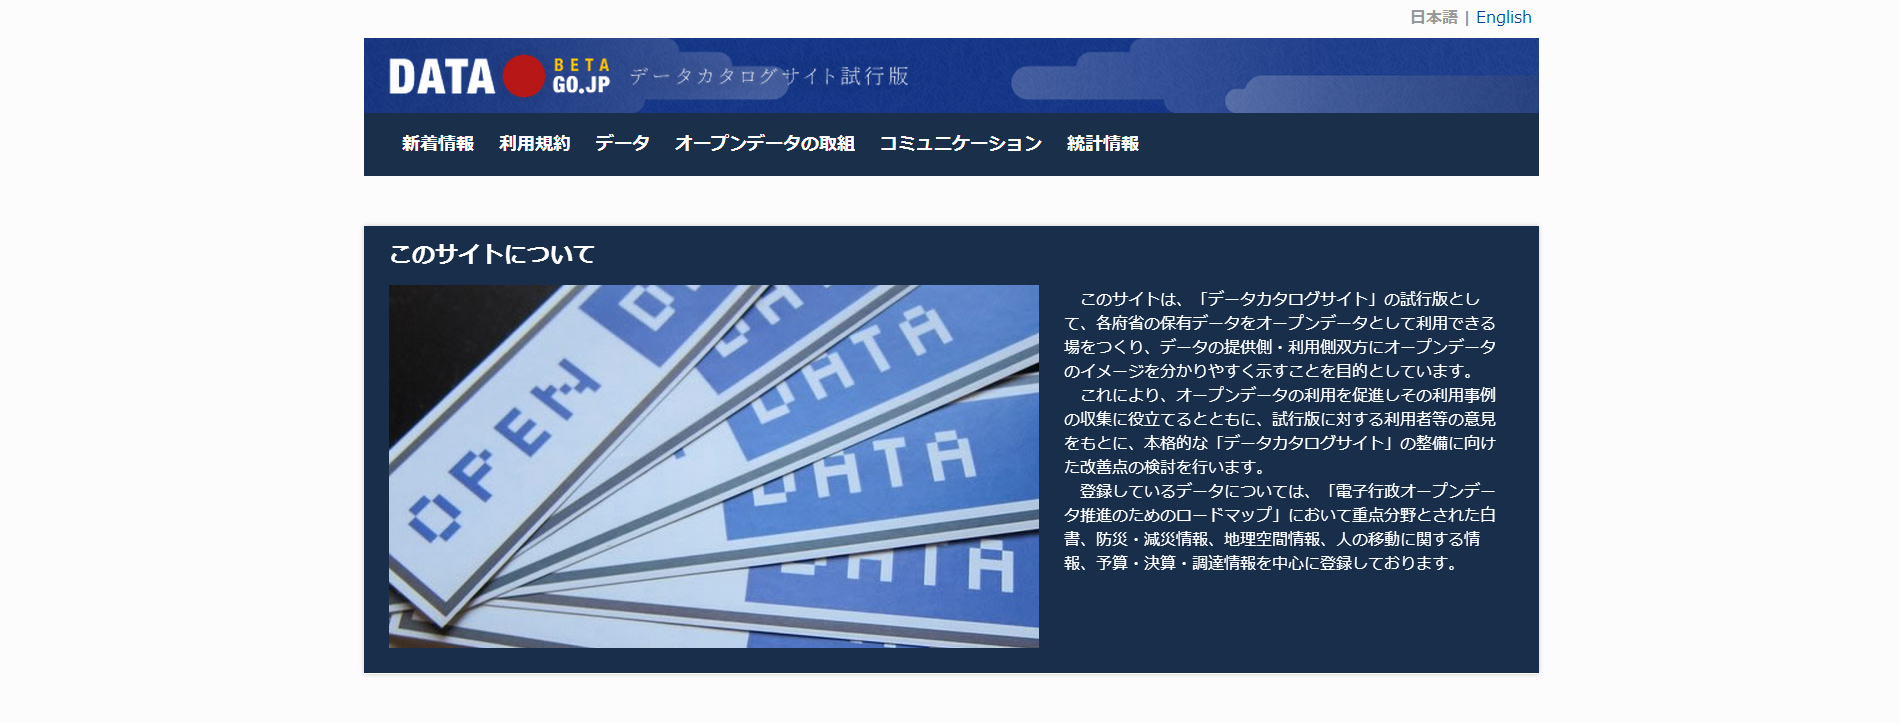 日本語 | English
DATA BETA GO.JP データカタログサイト試行版
新着情報 利用規約 データ オープンデータの取組 コミュニケーション 統計情報
このサイトについて
OPEN D
DATA
DATA
DATA
DATA
このサイトは、「データカタログサイト」の試行版とし
て、各府省の保有データをオープンデータとして利用できる
場をつくり、データの提供側・利用側双方にオープンデータ
のイメージを分かりやすく示すことを目的としています。
これにより、オープンデータの利用を促進しその利用事例
の収集に役立てるとともに、試行版に対する利用者等の意見
をもとに、本格的な「データカタログサイト」の整備に向け
た改善点の検討を行います。
登録しているデータについては、「電子行政オープンデー
タ推進のためのロードマップ」において重点分野とされた白
書、防災・減災情報、地理空間情報、人の移動に関する情
報、予算・決算・調達情報を中心に登録しております。